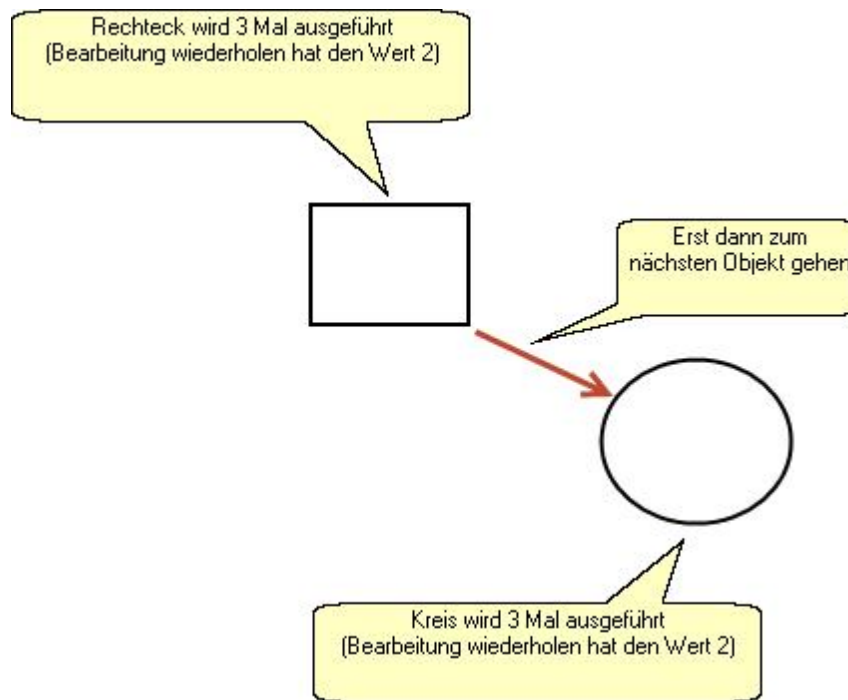 Rechteck wird 3 Mal ausgeführt
(Bearbeitung wiederholen hat den Wert 2)
Erst dann zum
nächsten Objekt gehen
Kreis wird 3 Mal ausgeführt
(Bearbeitung wiederholen hat den Wert 2)